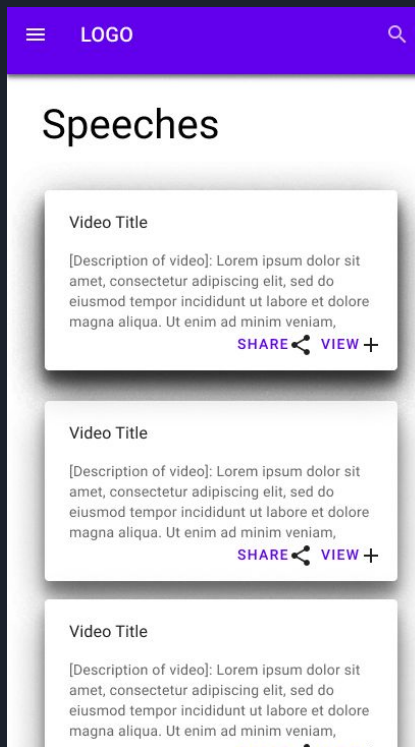 LOGO
Speeches
Video Title
[Description of video]: Lorem ipsum dolor sit
amet, consectetur adipiscing elit, sed do
eiusmod tempor incididunt ut labore et dolore
magna aliqua. Ut enim ad minim veniam,
SHARE VIEW
Video Title
[Description of video]: Lorem ipsum dolor sit
amet, consectetur adipiscing elit, sed do
eiusmod tempor incididunt ut labore et dolore
magna aliqua. Ut enim ad minim veniam,
SHARE VIEW
Video Title
[Description of video]: Lorem ipsum dolor sit
amet, consectetur adipiscing elit, sed do
eiusmod tempor incididunt ut labore et dolore
magna aliqua. Ut enim ad minim veniam,